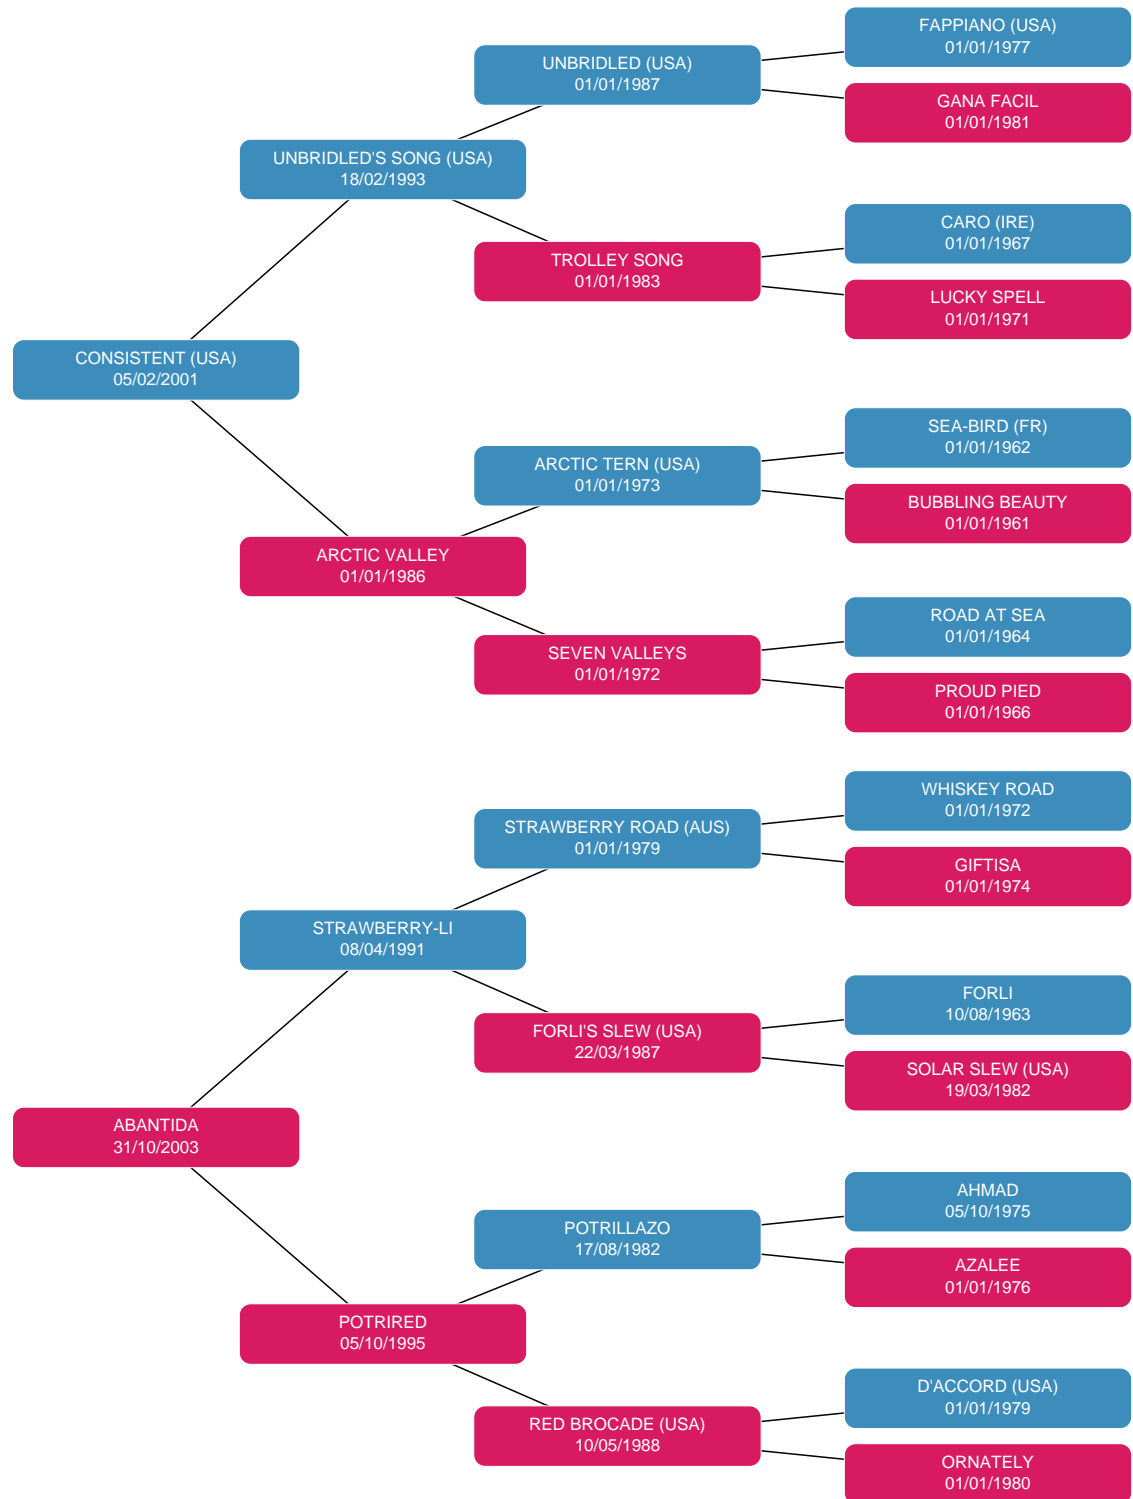 FAPPIANO (USA)
01/01/1977
UNBRIDLED (USA)
01/01/1987
GANA FACIL
01/01/1981
UNBRIDLED'S SONG (USA)
18/02/1993
CARO (IRE)
01/01/1967
TROLLEY SONG
01/01/1983
LUCKY SPELL
01/01/1971
CONSISTENT (USA)
05/02/2001
SEA-BIRD (FR)
01/01/1962
ARCTIC TERN (USA)
01/01/1973
BUBBLING BEAUTY
01/01/1961
ARCTIC VALLEY
01/01/1986
ROAD AT SEA
01/01/1964
SEVEN VALLEYS
01/01/1972
PROUD PIED
01/01/1966
WHISKEY ROAD
01/01/1972
STRAWBERRY ROAD (AUS)
01/01/1979
GIFTISA
01/01/1974
STRAWBERRY-LI
08/04/1991
FORLI
10/08/1963
FORLI'S SLEW (USA)
22/03/1987
SOLAR SLEW (USA)
19/03/1982
ABANTIDA
31/10/2003
AHMAD
05/10/1975
POTRILLAZO
17/08/1982
AZALEE
01/01/1976
POTRIRED
05/10/1995
D'ACCORD (USA)
01/01/1979
RED BROCADE (USA)
10/05/1988
ORNATELY
01/01/1980